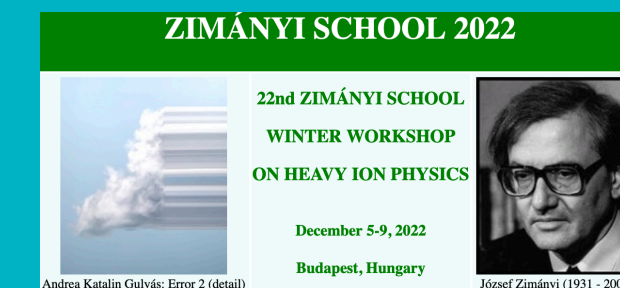 ZIMÁNYI SCHOOL 2022
22nd ZIMÁNYI SCHOOL
WINTER WORKSHOP
ON HEAVY ION PHYSICS
December 5-9, 2022
Budapest, Hungary
Andrea Katalin Gulyás: Error 2 (detail)
József Zimányi (1931 - 200